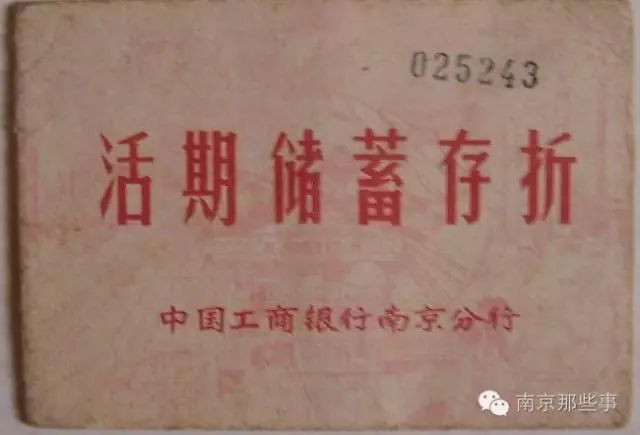 025243
活期储蓄存折
中国工商银行南京分行
南京那些事